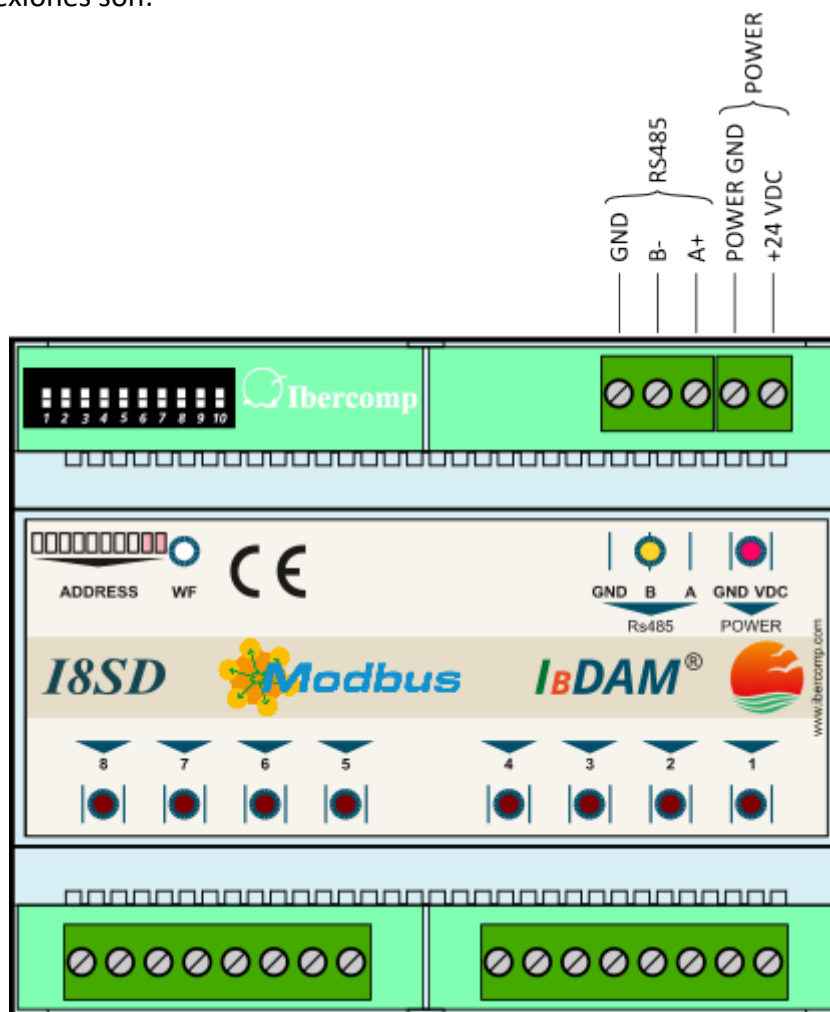 exiones son:
POWER
RS485
GND
B-
A+
POWER GND
+24 VDC
1 2 3 4 5 6 7 8 9 10
Ibercomp
ADDRESS WF CE GND B A GND VDC
Rs485 POWER
I8SD Modbus IBDAM®
www.ibercomp.com
8 7 6 5 4 3 2 1